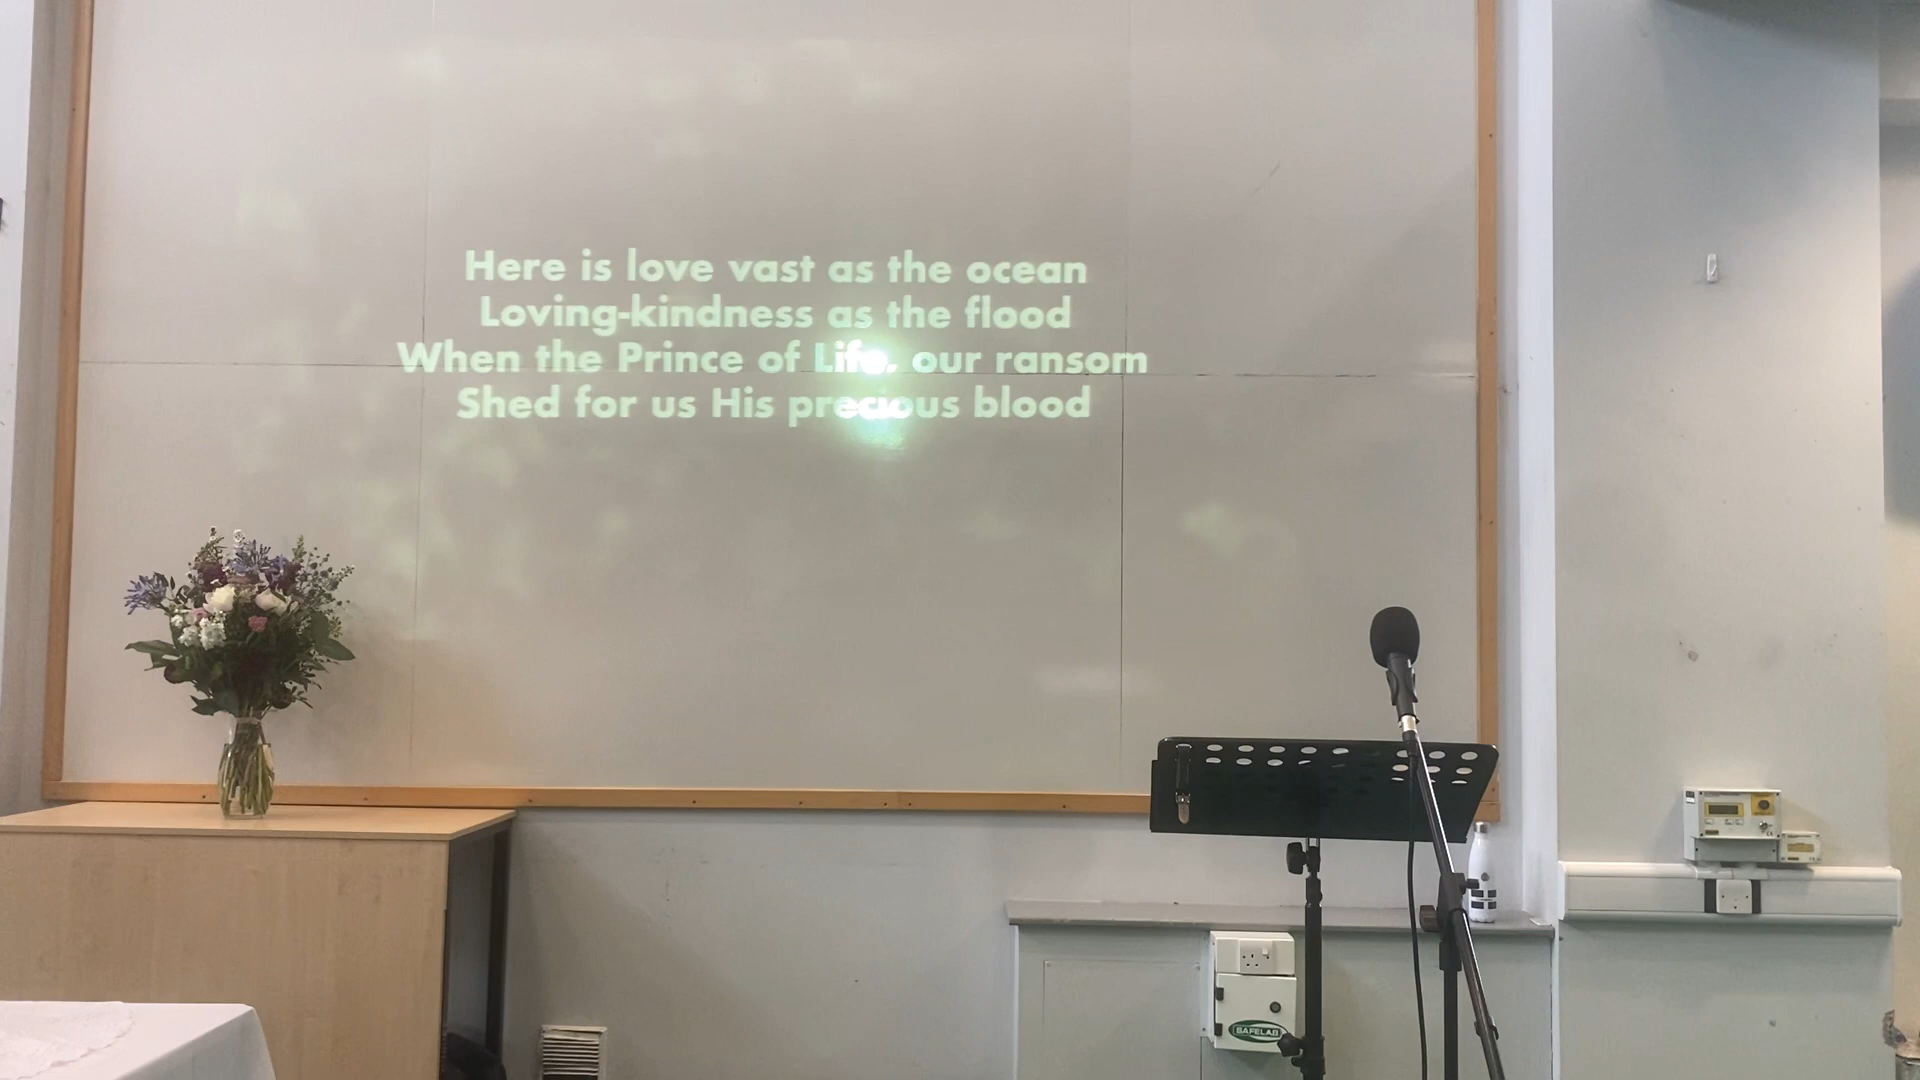 Here is love vast as the ocean
Loving-kindness as the flood
When the Prince of Life, our ransom
Shed for us His precious blood
SAFELAB